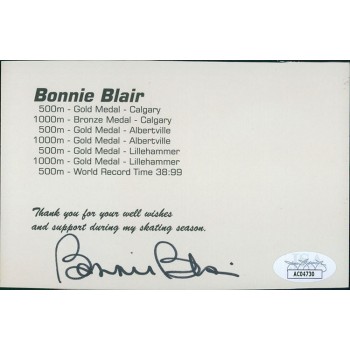 Bonnie Blair
500m - Gold Medal - Calgary
1000m - Bronze Medal - Calgary
500m - Gold Medal - Albertville
1000m - Gold Medal - Albertville
500m - Gold Medal - Lillehammer
1000m - Gold Medal - Lillehammer
500m - World Record Time 38:99
Thank you for your well wishes
and support during my skating season.
Bonnie Blair
JSA
AC04730